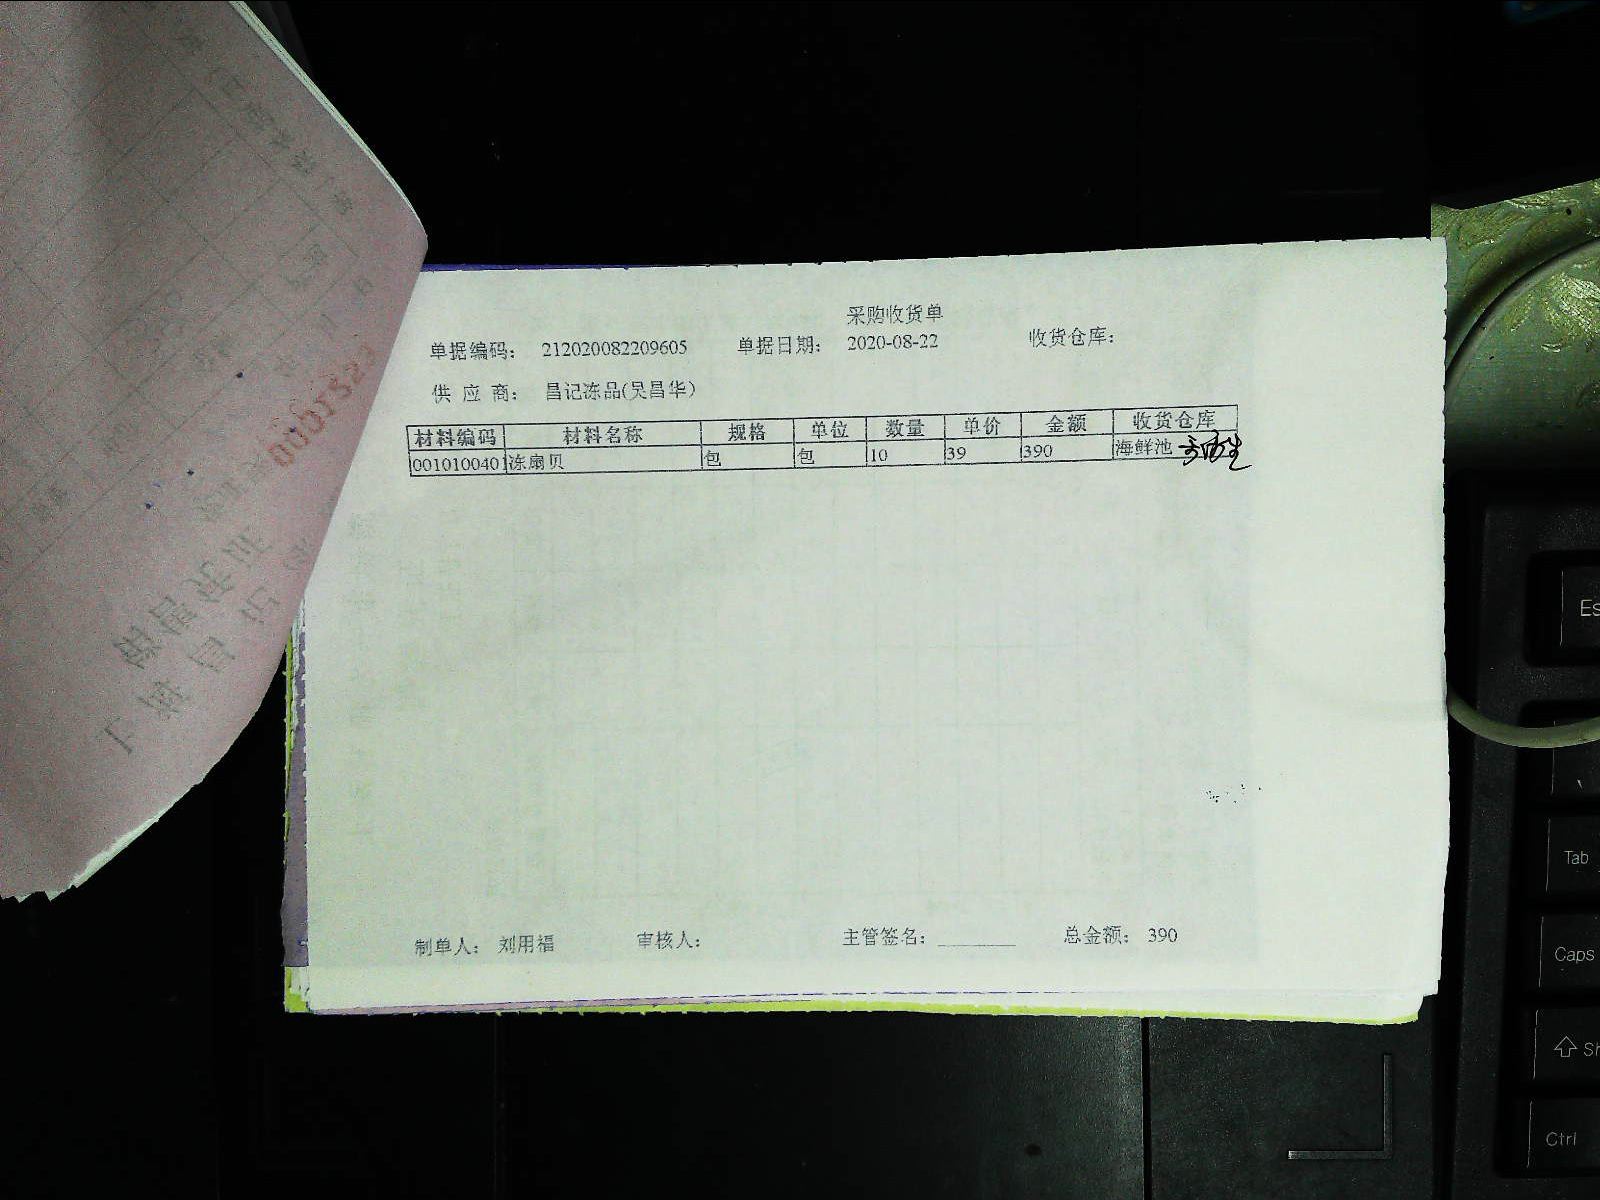 采购收货单
单据编码： 212020082209605 单据日期： 2020-08-22 收货仓库：
供 应 商： 昌记冻品(吴昌华)
材料编码 材料名称 规格 单位 数量 单价 金额 收货仓库
0010100401 冻扇贝 包 包 10 39 390 海鲜池
制单人： 刘用福 审核人： 主管签名： 总金额： 390
Es
Tab
Caps
Sh
Ctrl